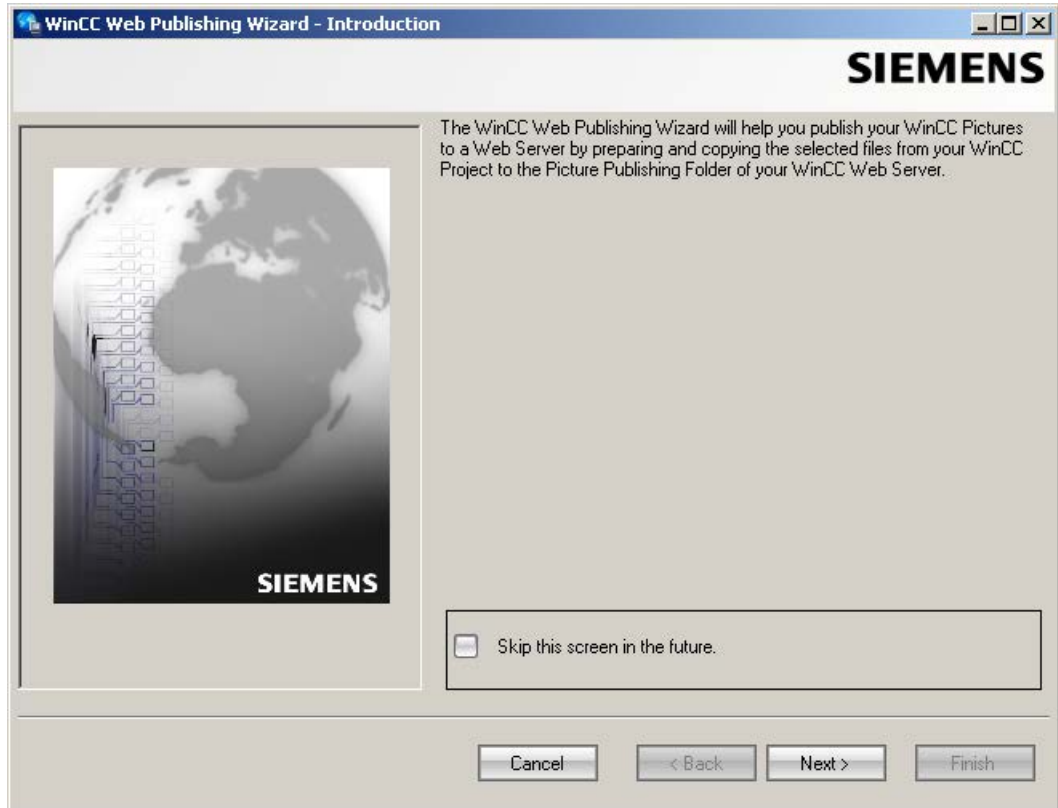 WinCC Web Publishing Wizard - Introduction
SIEMENS
The WinCC Web Publishing Wizard will help you publish your WinCC Pictures
to a Web Server by preparing and copying the selected files from your WinCC
Project to the Picture Publishing Folder of your WinCC Web Server.
SIEMENS
Skip this screen in the future.
Cancel
< Back
Next >
Finish